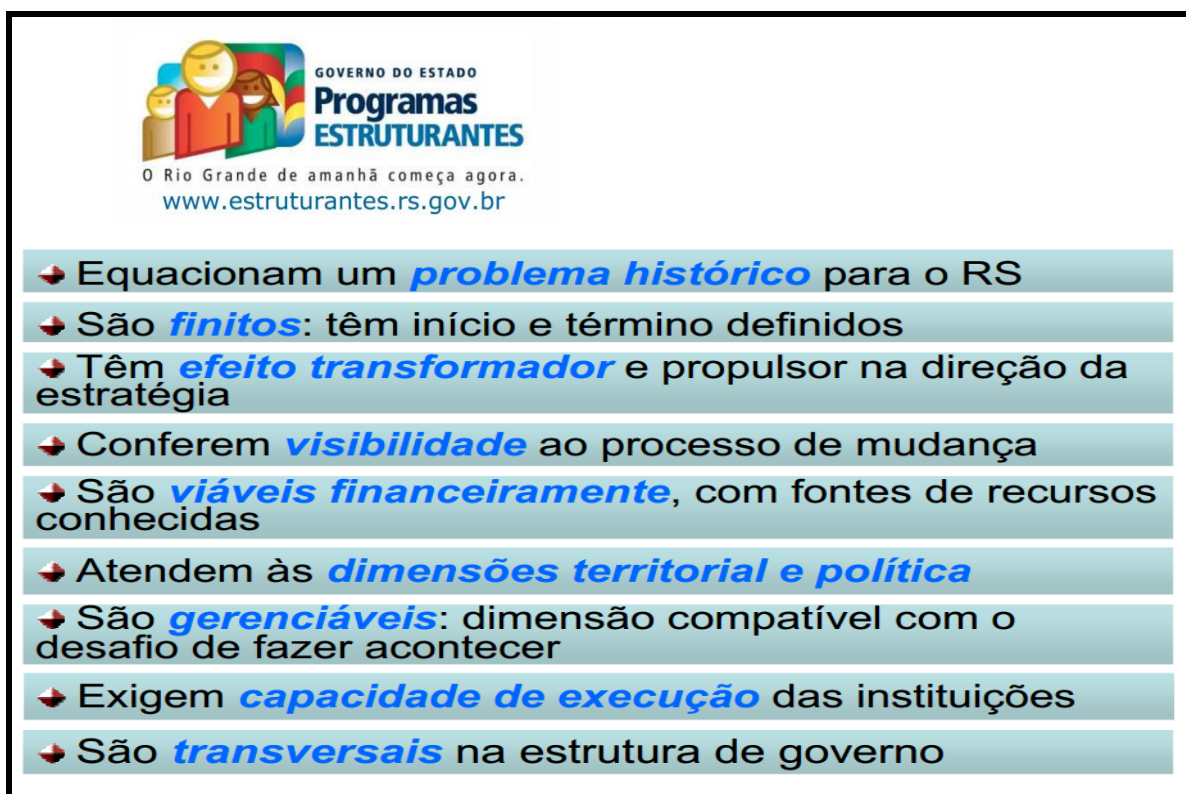 GOVERNO DO ESTADO
Programas
ESTRUTURANTES
O Rio Grande de amanhã começa agora.
www.estruturantes.rs.gov.br
Equacionam um problema histórico para o RS
São finitos: têm início e término definidos
Têm efeito transformador e propulsor na direção da
estratégia
Conferem visibilidade ao processo de mudança
São viáveis financeiramente, com fontes de recursos
conhecidas
Atendem às dimensões territorial e política
São gerenciáveis: dimensão compatível com o
desafio de fazer acontecer
Exigem capacidade de execução das instituições
São transversais na estrutura de governo